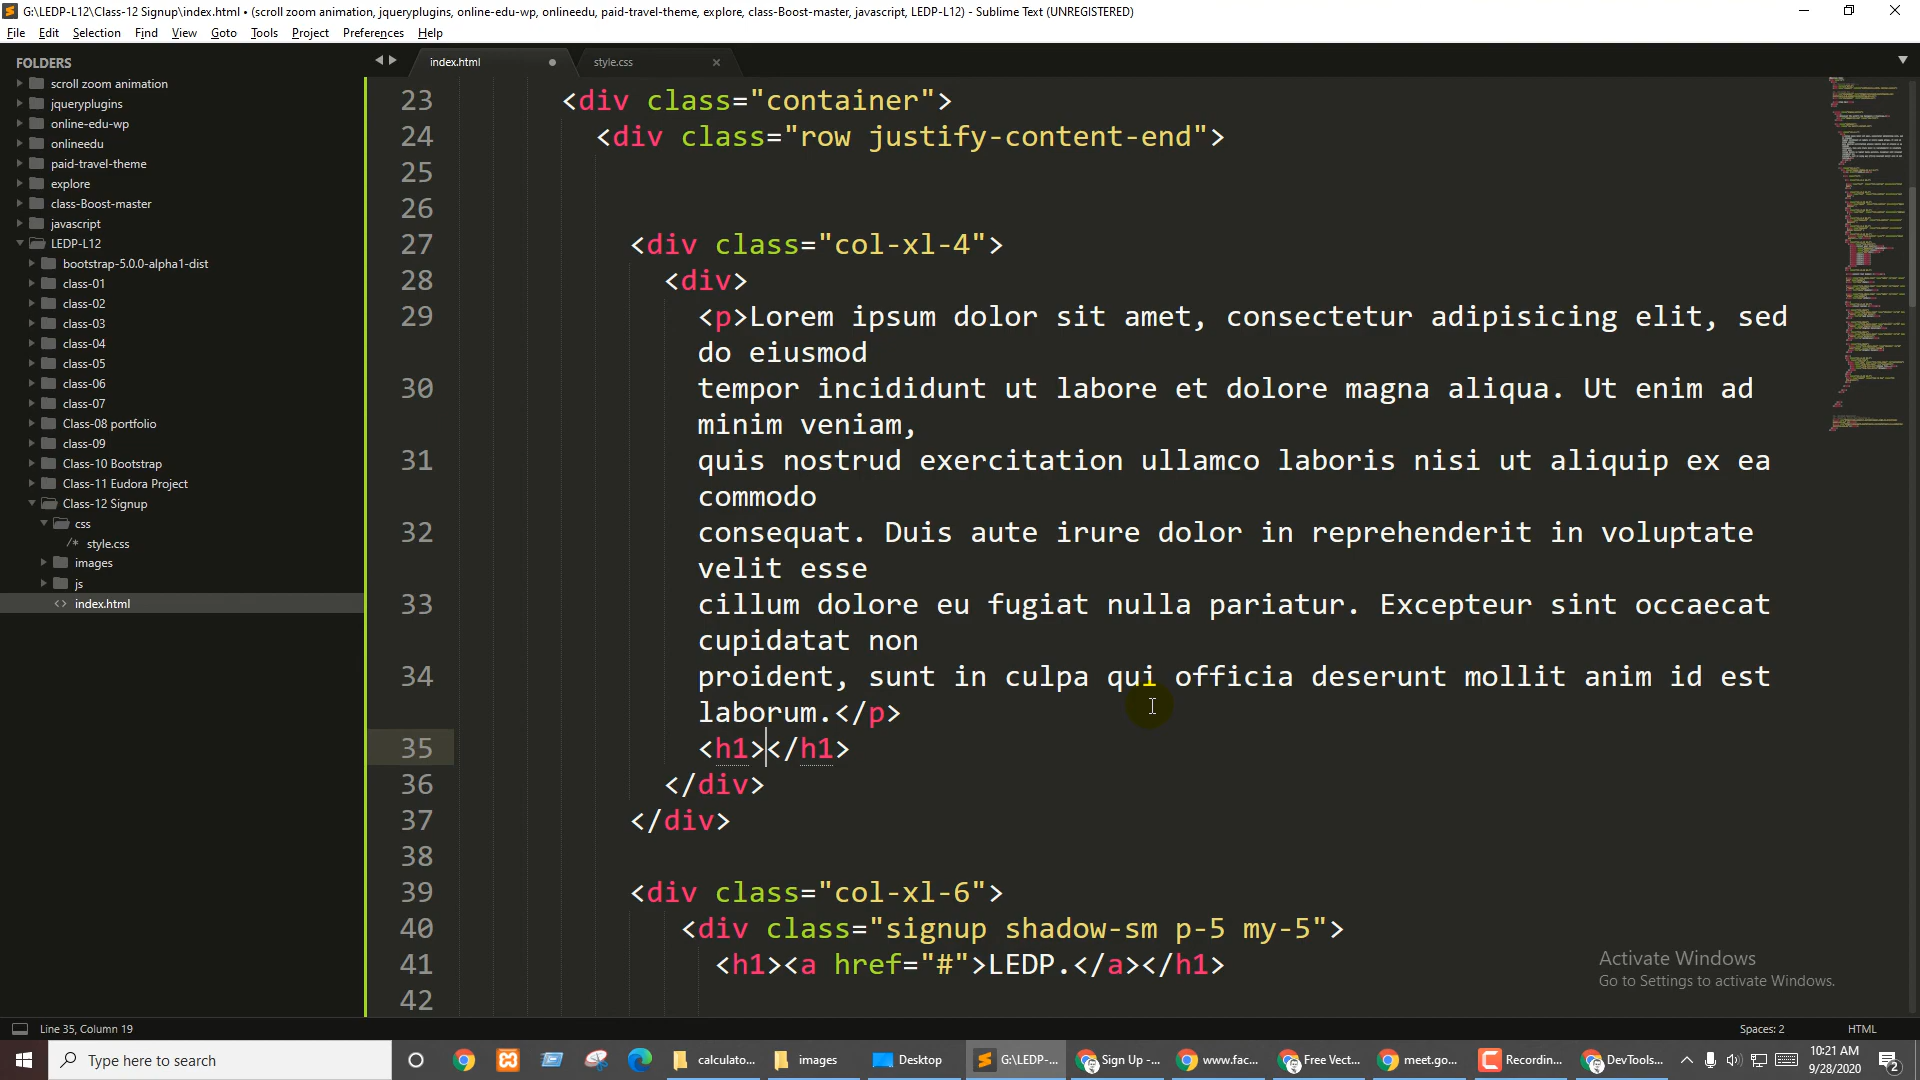 G:\LEDP-L12\Class-12 Signup\index.html • (scroll zoom animation, jqueryplugins, online-edu-wp, onlineedu, paid-travel-theme, explore, class-Boost-master, javascript, LEDP-L12) - Sublime Text (UNREGISTERED)
File Edit Selection Find View Goto Tools Project Preferences Help
FOLDERS
scroll zoom animation
jqueryplugins
online-edu-wp
onlineedu
paid-travel-theme
explore
class-Boost-master
javascript
LEDP-L12
bootstrap-5.0.0-alpha1-dist
class-01
class-02
class-03
class-04
class-05
class-06
class-07
Class-08 portfolio
class-09
Class-10 Bootstrap
Class-11 Eudora Project
Class-12 Signup
css
/* style.css
images
js
<> index.html
index.html style.css
23 <div class="container">
24 <div class="row justify-content-end">
25
26
27 <div class="col-xl-4">
28 <div>
29 <p>Lorem ipsum dolor sit amet, consectetur adipisicing elit, sed
do eiusmod
30 tempor incididunt ut labore et dolore magna aliqua. Ut enim ad
minim veniam,
31 quis nostrud exercitation ullamco laboris nisi ut aliquip ex ea
commodo
32 consequat. Duis aute irure dolor in reprehenderit in voluptate
velit esse
33 cillum dolore eu fugiat nulla pariatur. Excepteur sint occaecat
cupidatat non
34 proident, sunt in culpa qui officia deserunt mollit anim id est
laborum.</p>
35 <h1></h1>
36 </div>
37 </div>
38
39 <div class="col-xl-6">
40 <div class="signup shadow-sm p-5 my-5">
41 <h1><a href="#">LEDP.</a></h1>
42
Activate Windows
Go to Settings to activate Windows.
Line 35, Column 19 Spaces: 2 HTML
Type here to search calculato... images Desktop G:\LEDP-... Sign Up -... www.fac... Free Vect... meet.go... Recordin... DevTools... 10:21 AM
9/28/2020 2